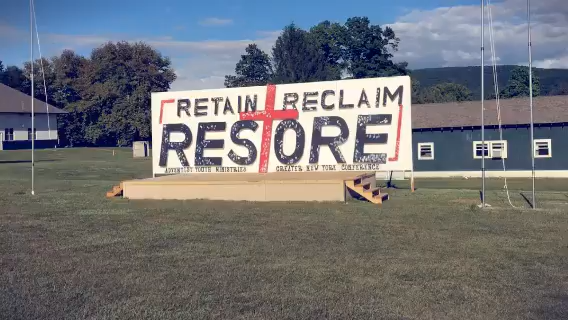 RETAIN RECLAIM
RESTORE
ADVENTIST YOUTH MINISTRIES GREATER NEW YORK CONFERENCE